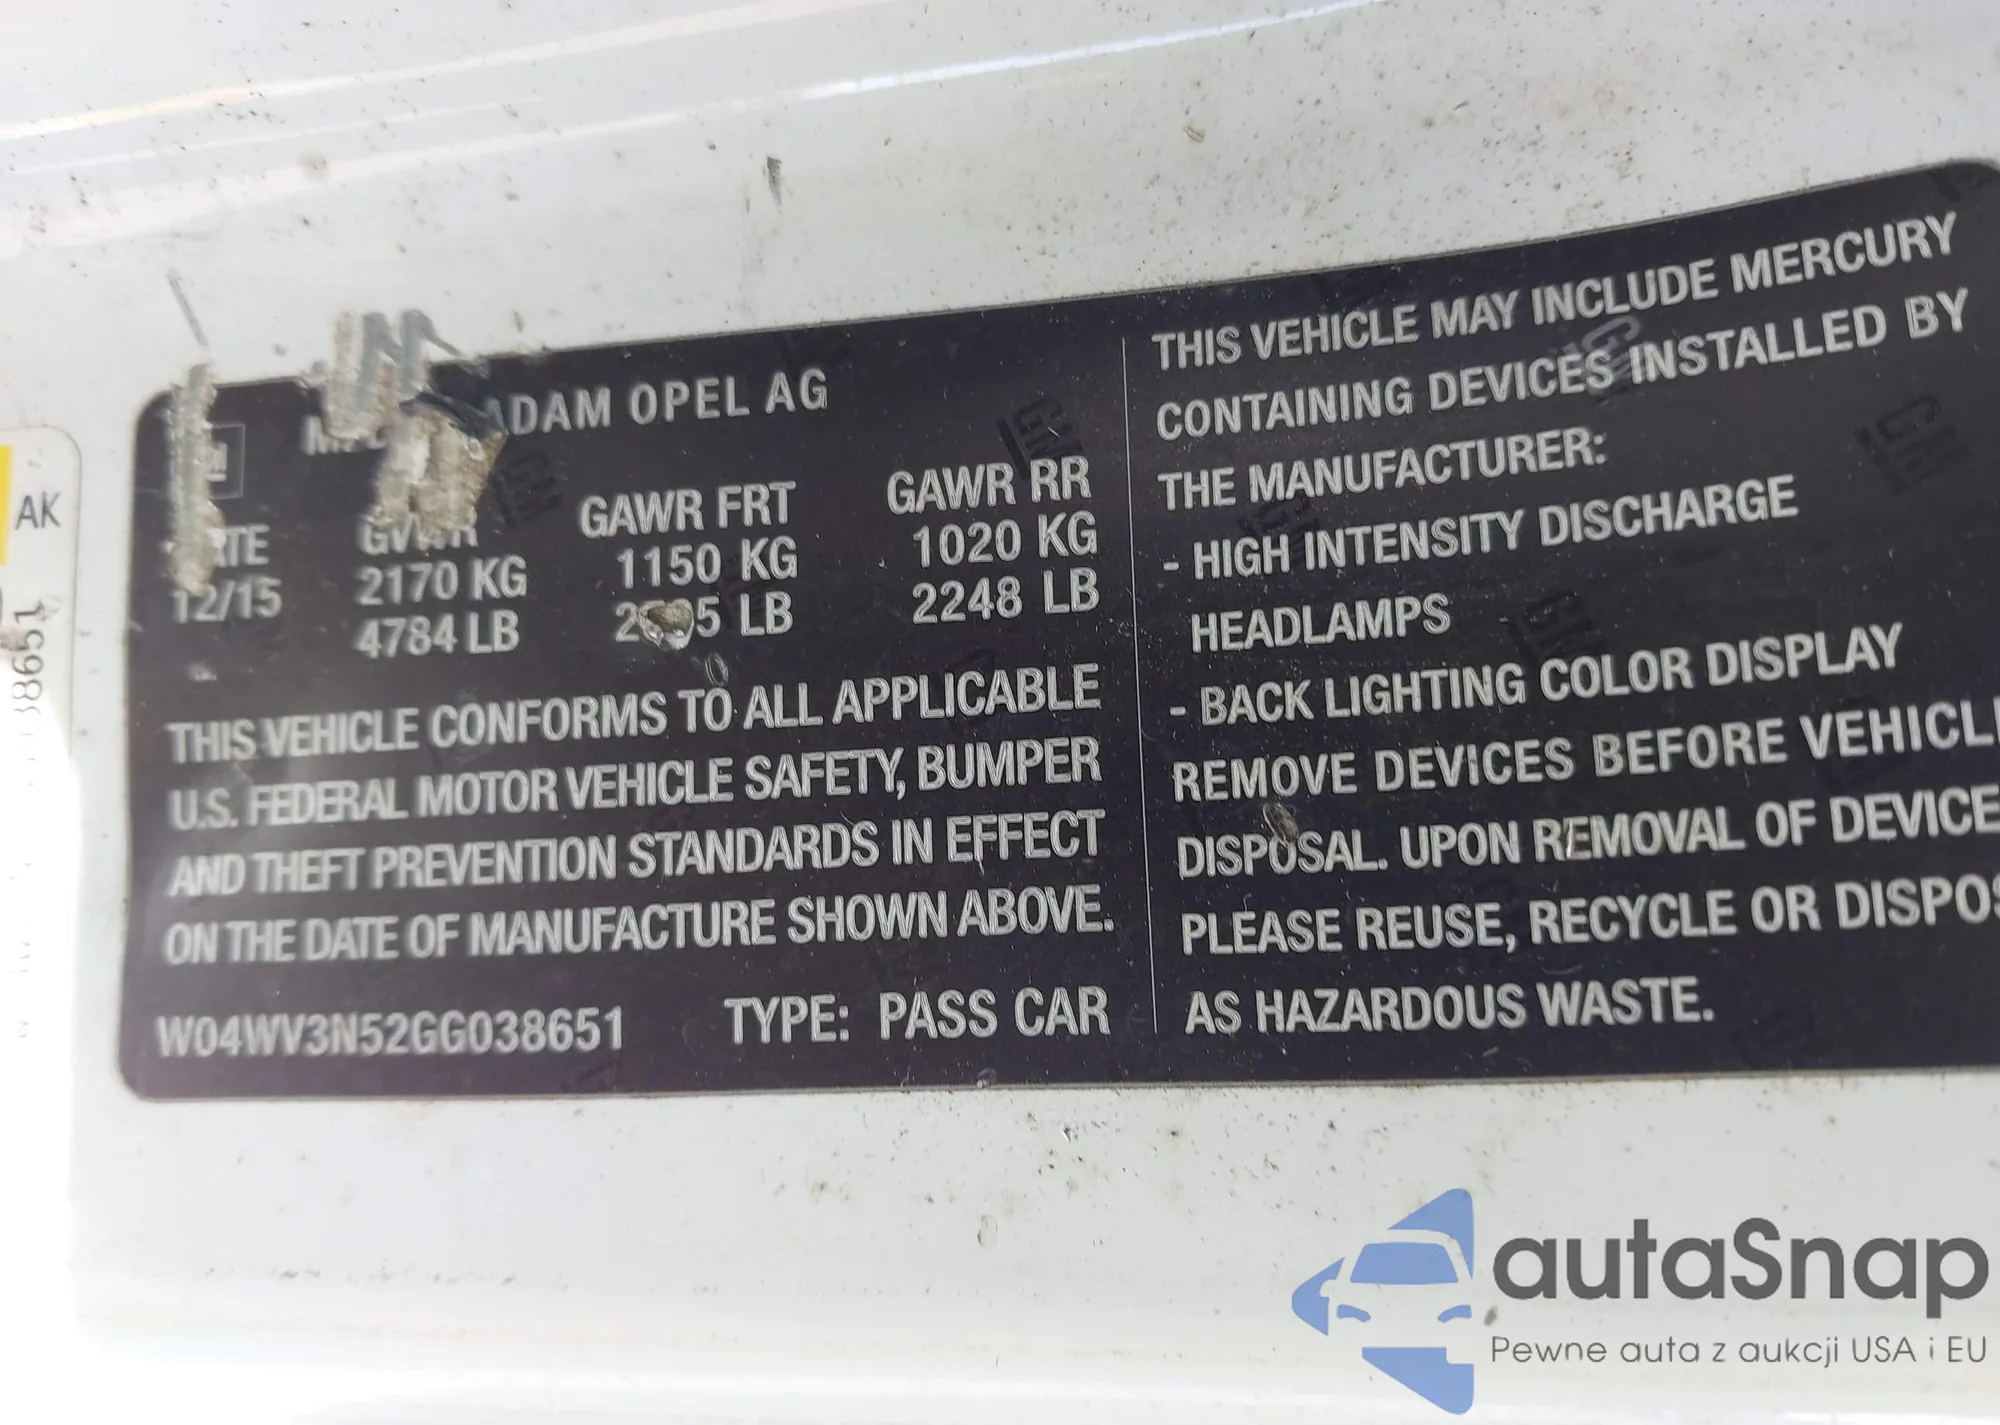 ADAM OPEL AG
GVWR GAWR FRT GAWR RR
12/15 2170 KG 1150 KG 1020 KG
4784 LB LB 2248 LB
THIS VEHICLE CONFORMS TO ALL APPLICABLE
U.S. FEDERAL MOTOR VEHICLE SAFETY, BUMPER
AND THEFT PREVENTION STANDARDS IN EFFECT
ON THE DATE OF MANUFACTURE SHOWN ABOVE.
W04WV3N52GG038651 TYPE: PASS CAR
THIS VEHICLE MAY INCLUDE MERCURY
CONTAINING DEVICES INSTALLED BY
THE MANUFACTURER:
- HIGH INTENSITY DISCHARGE
HEADLAMPS
- BACK LIGHTING COLOR DISPLAY
REMOVE DEVICES BEFORE VEHICL
DISPOSAL. UPON REMOVAL OF DEVICE
PLEASE REUSE, RECYCLE OR DISPOS
AS HAZARDOUS WASTE.
AK
38651
autaSnap
Pewne auta z aukcji USA i EU